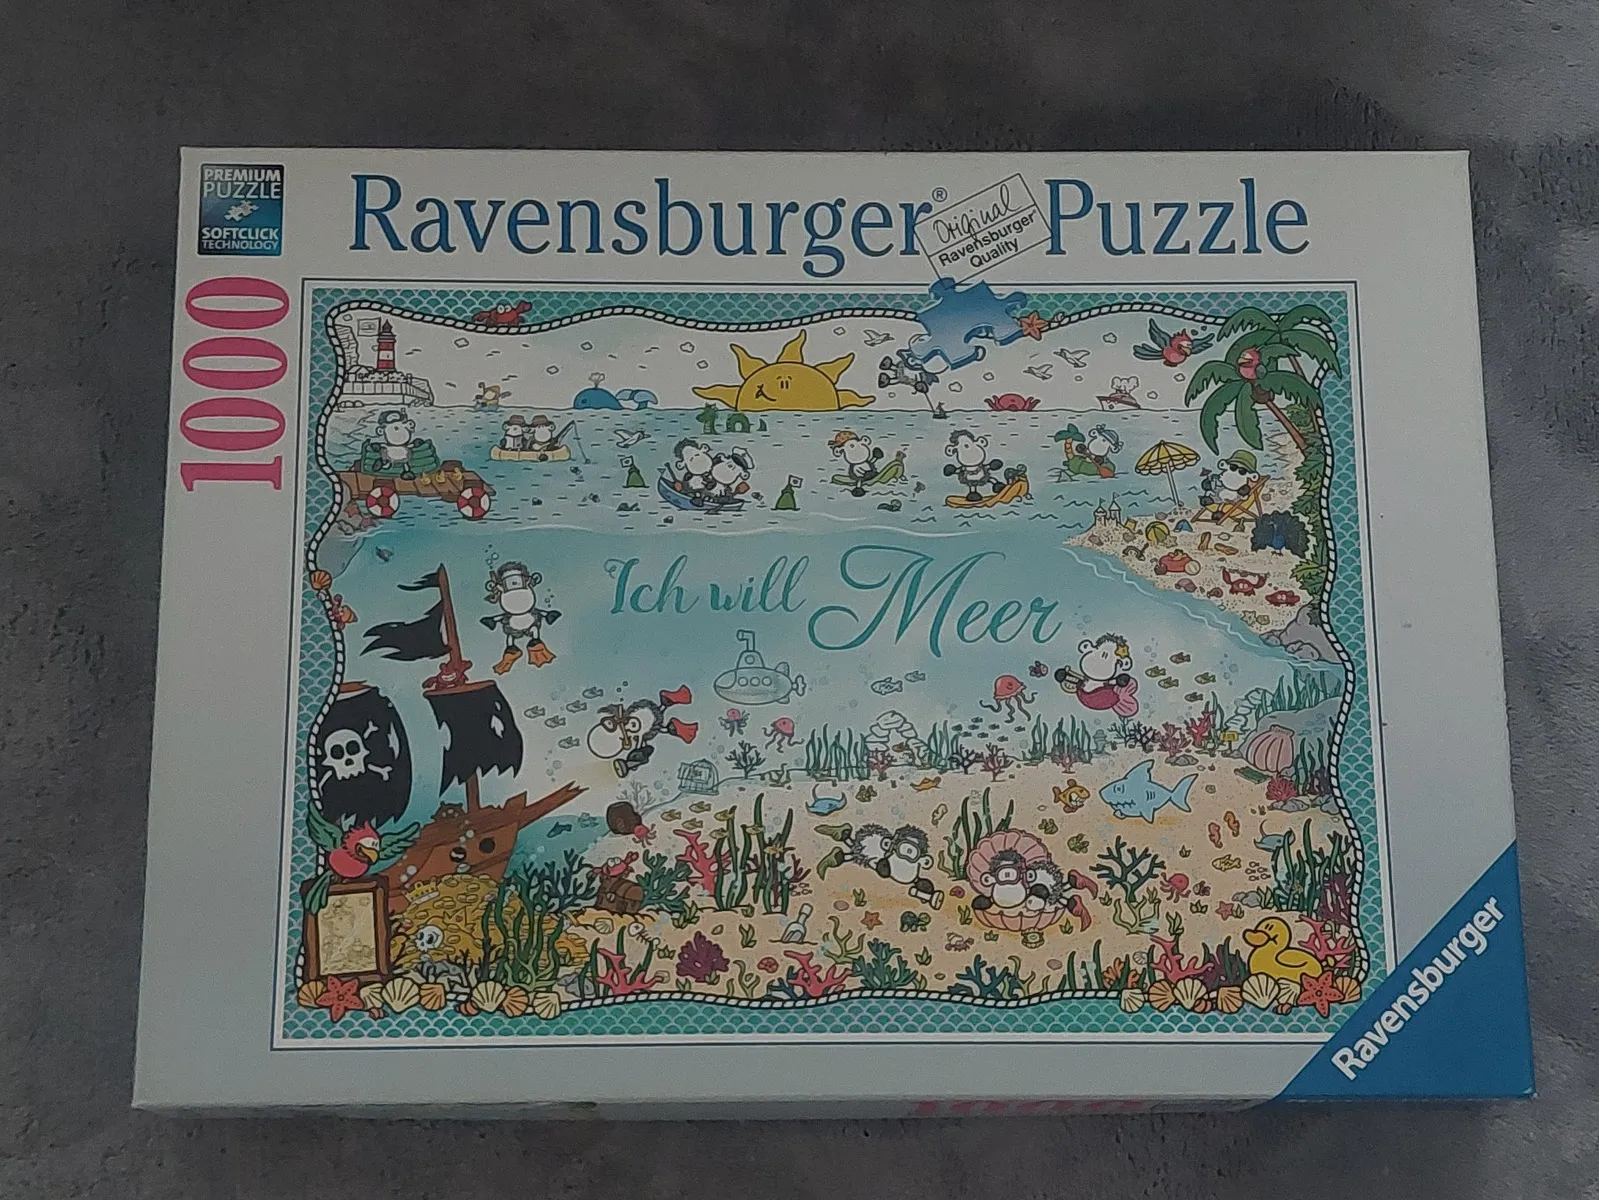 PREMIUM
PUZZLE
SOFTCLICK
TECHNOLOGY
Ravensburger® Puzzle
Original
Ravensburger
Quality
1000
Ich will Meer
Ravensburger